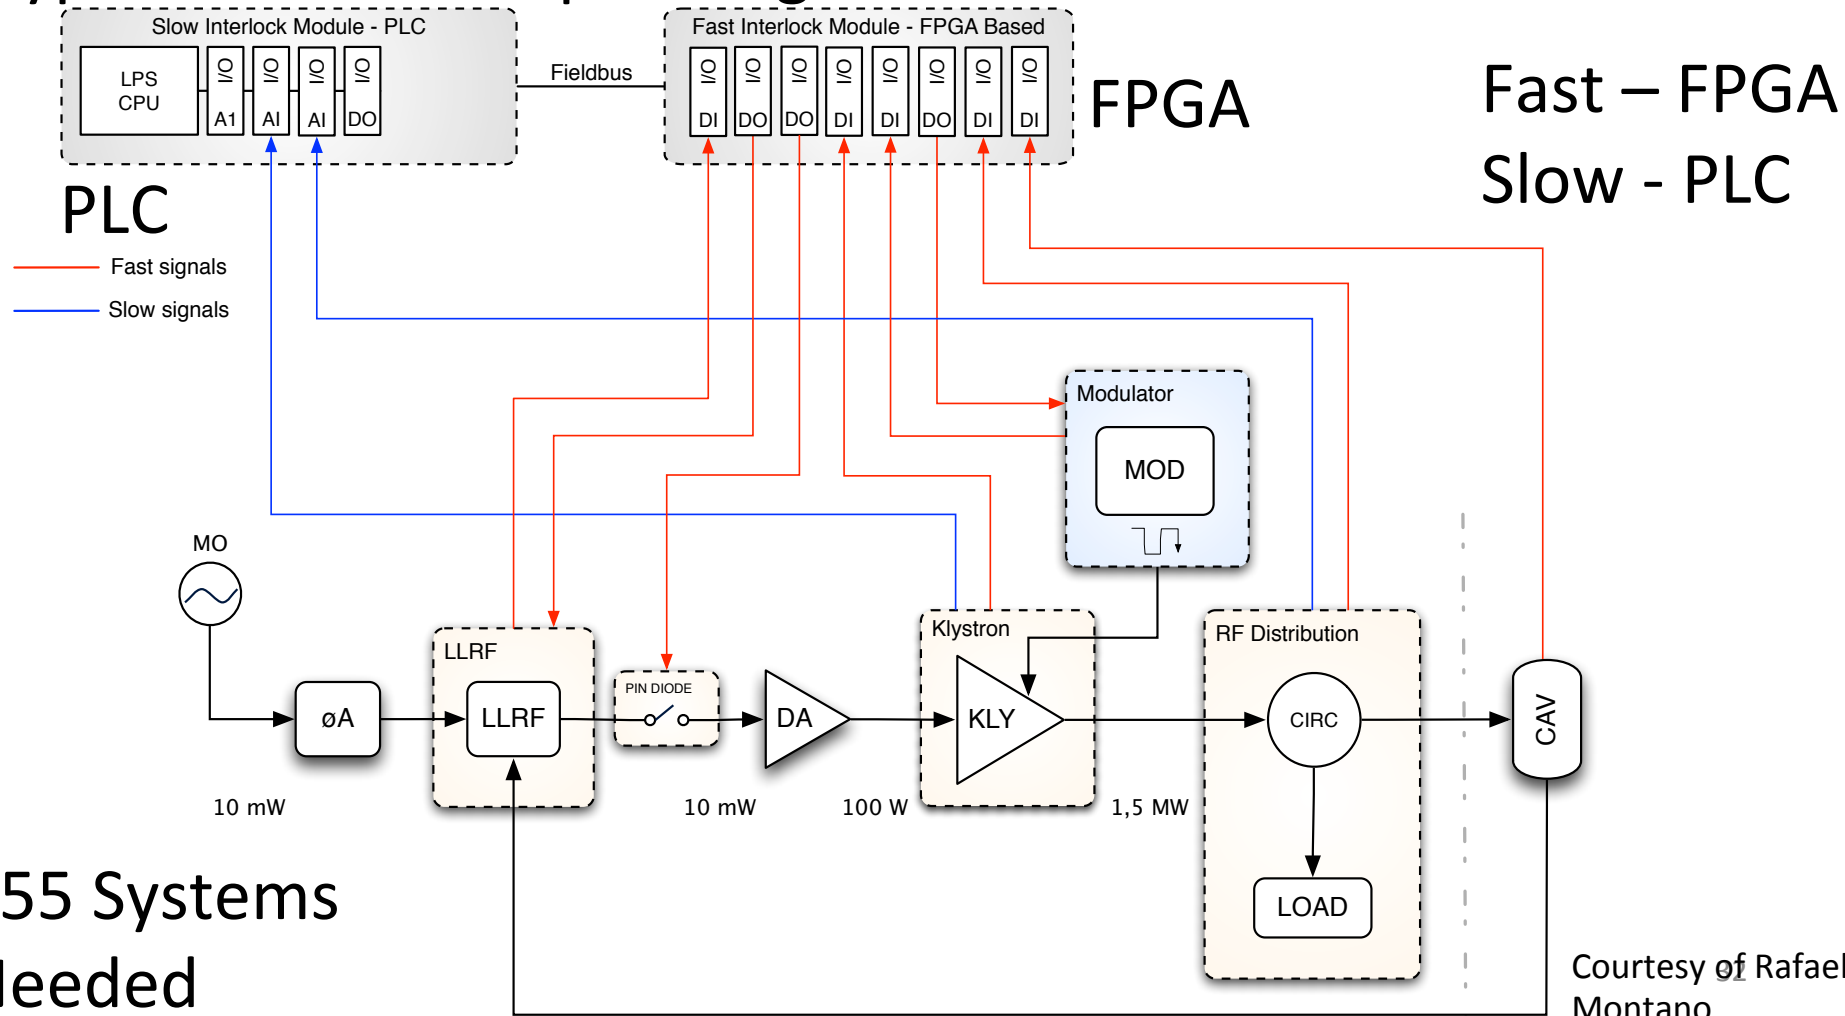 Slow Interlock Module - PLC
LPS
CPU
I/O
I/O
I/O
I/O
A1
AI
AI
DO
Fieldbus
Fast Interlock Module - FPGA Based
I/O
I/O
I/O
I/O
I/O
I/O
I/O
I/O
DI
DO
DO
DI
DI
DO
DI
DI
FPGA
Fast – FPGA
Slow - PLC
PLC
Fast signals
Slow signals
Modulator
MOD
MO
øA
LLRF
LLRF
PIN DIODE
DA
Klystron
KLY
RF Distribution
CIRC
LOAD
CAV
10 mW
10 mW
100 W
1,5 MW
55 Systems
Needed
Courtesy of Rafael
Montano
32